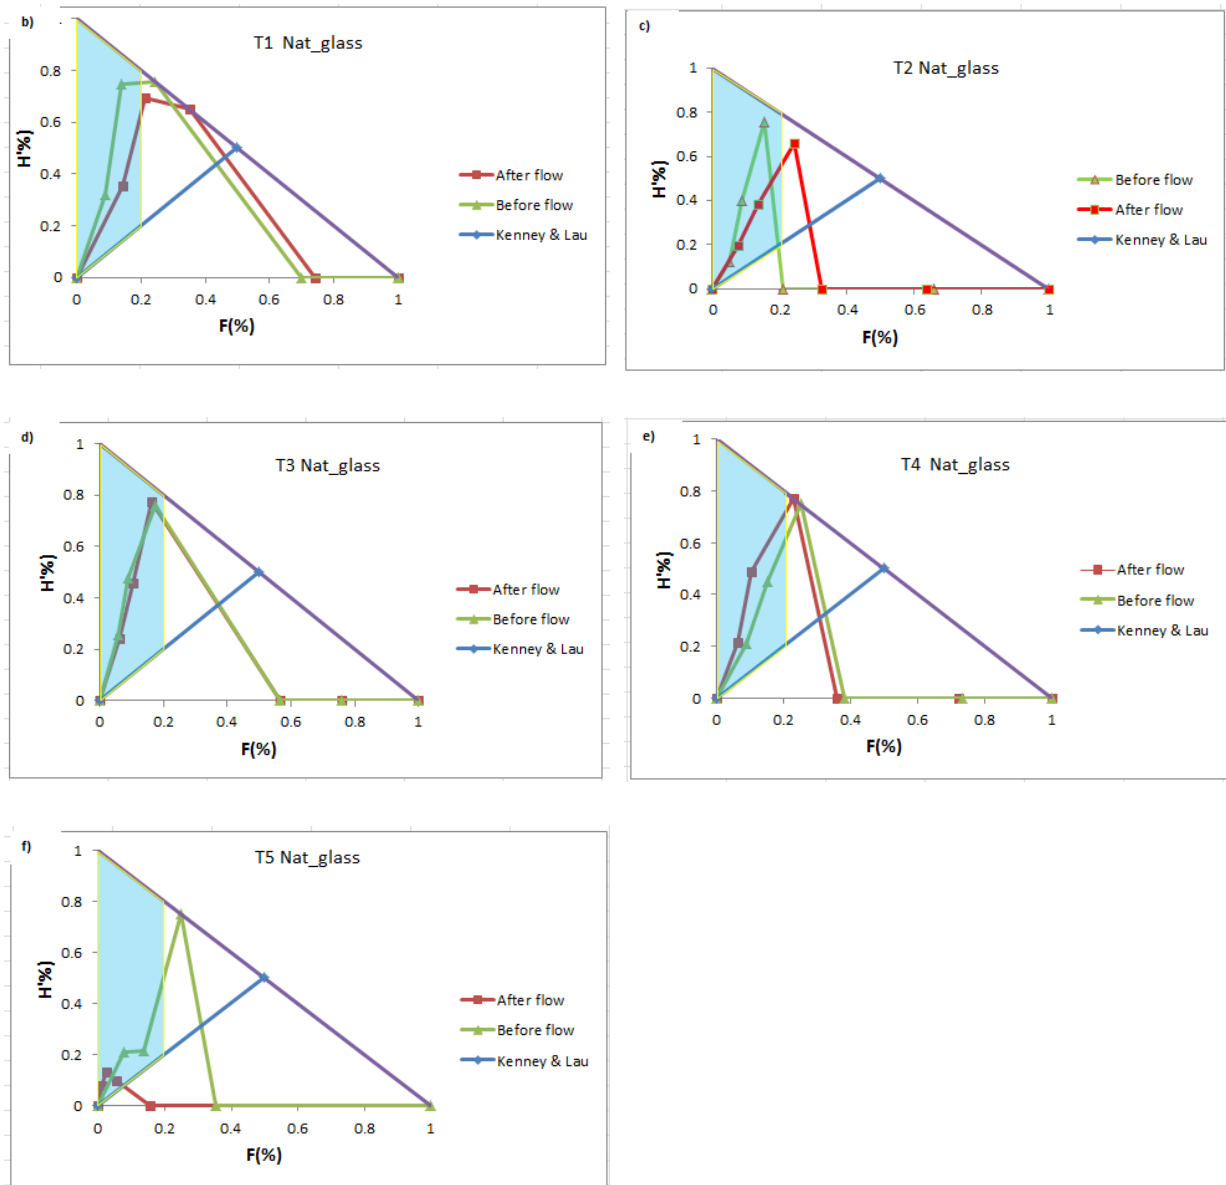 b)
T1 Nat_glass
H'%)
1
0.8
0.6
0.4
0.2
0
0 0.2 0.4 0.6 0.8 1
F(%)
After flow
Before flow
Kenney & Lau
c)
T2 Nat_glass
H'%)
1
0.8
0.6
0.4
0.2
0
0 0.2 0.4 0.6 0.8 1
F(%)
Before flow
After flow
Kenney & Lau
d)
T3 Nat_glass
H'%)
1
0.8
0.6
0.4
0.2
0
0 0.2 0.4 0.6 0.8 1
F(%)
After flow
Before flow
Kenney & Lau
e)
T4 Nat_glass
H'%)
1
0.8
0.6
0.4
0.2
0
0 0.2 0.4 0.6 0.8 1
F(%)
After flow
Before flow
Kenney & Lau
f)
T5 Nat_glass
H'%)
1
0.8
0.6
0.4
0.2
0
0 0.2 0.4 0.6 0.8 1
F(%)
After flow
Before flow
Kenney & Lau